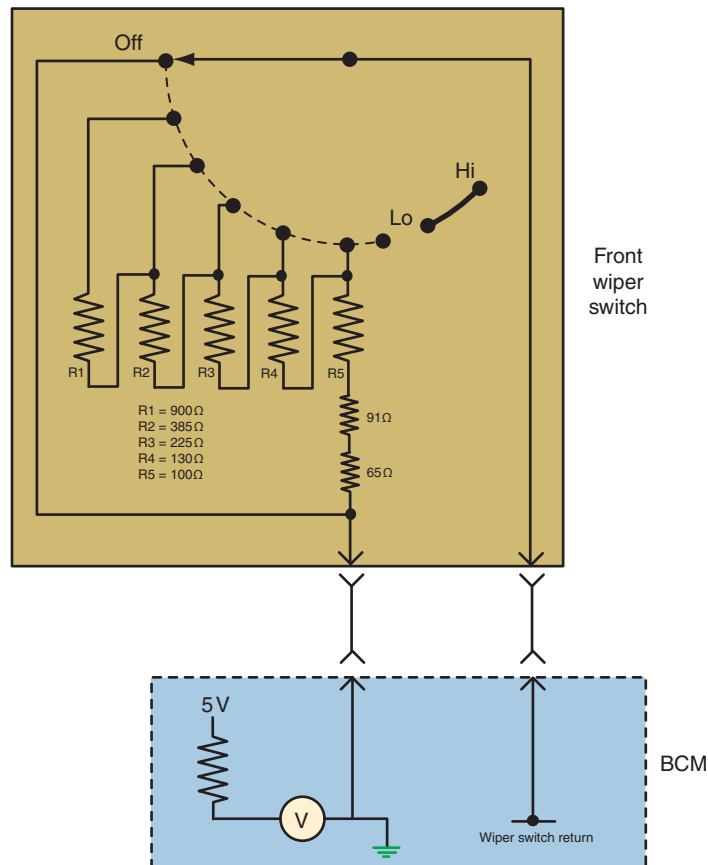 Off
Hi
Lo
Front
wiper
switch
R1
R2
R3
R4
R5
R1 = 900Ω
R2 = 385Ω
R3 = 225Ω
R4 = 130Ω
R5 = 100Ω
91Ω
65Ω
5V
V
BCM
Wiper switch return